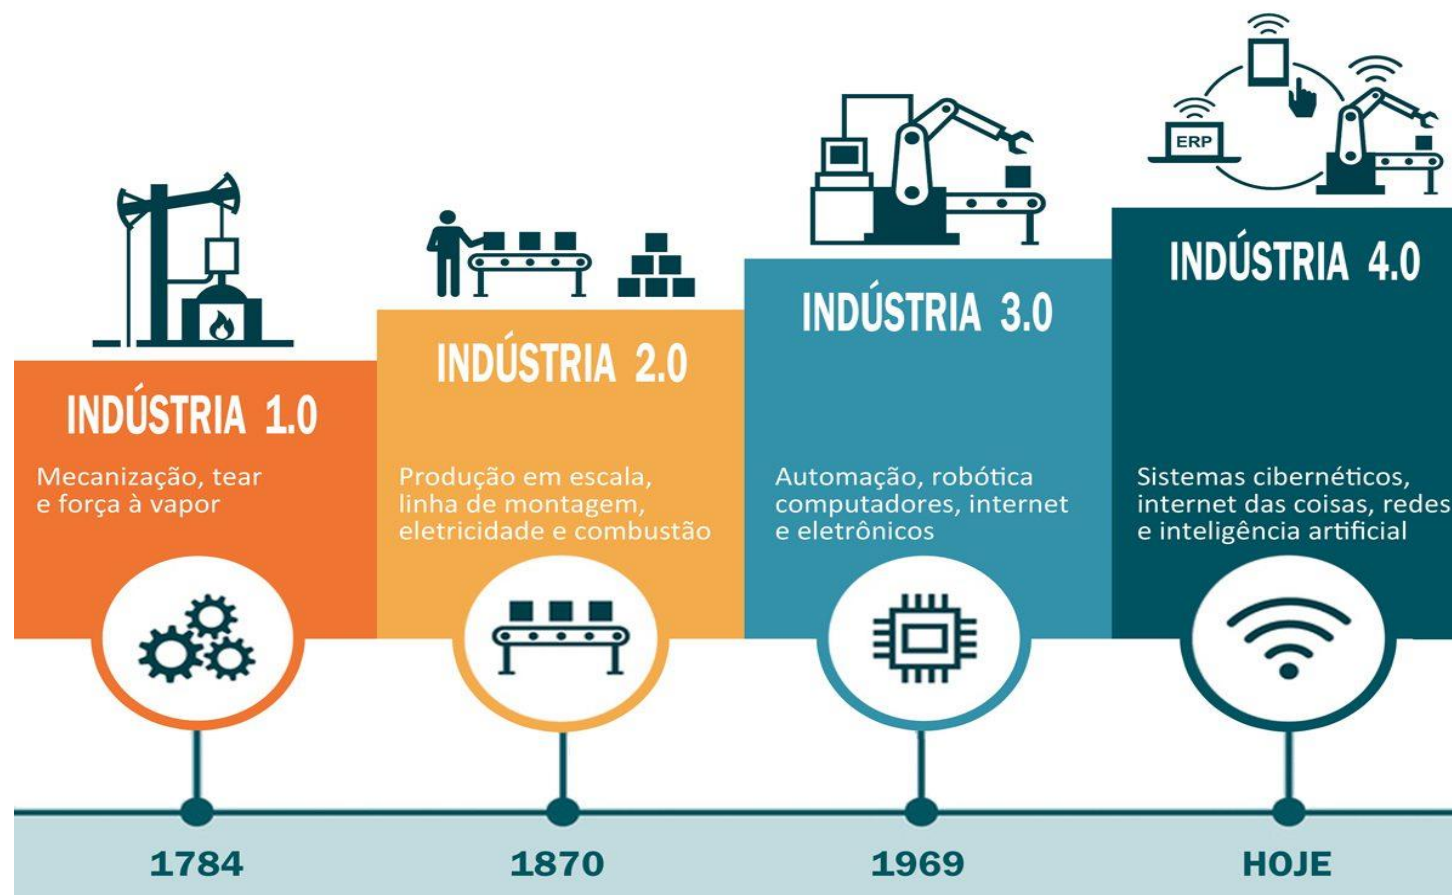 INDÚSTRIA 1.0
Mecanização, tear
e força à vapor
1784
INDÚSTRIA 2.0
Produção em escala,
linha de montagem,
eletricidade e combustão
1870
INDÚSTRIA 3.0
Automação, robótica
computadores, internet
e eletrônicos
1969
ERP
INDÚSTRIA 4.0
Sistemas cibernéticos,
internet das coisas, redes
e inteligência artificial
HOJE